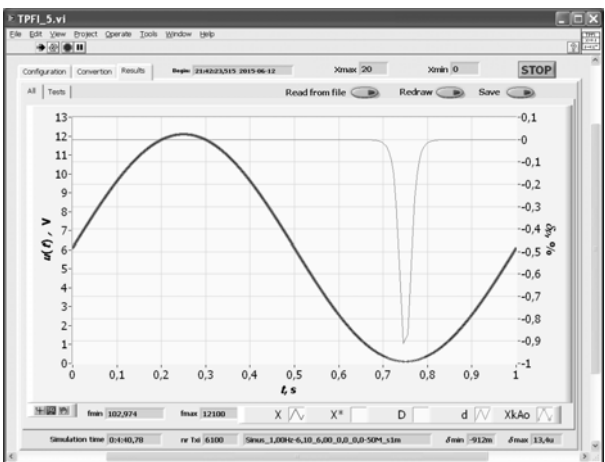 TPFI_5.vi
File Edit View Project Operate Tools Window Help
Configuration Convertion Results Begin: 21:42:23,515 2015-06-12 Xmax 20 Xmin 0 STOP
All Tests Read from file Redraw Save
13 0,1
12 0
11 -0,1
10 -0,2
9 -0,3
8 -0,4
7 -0,5
6 -0,6
5 -0,7
4 -0,8
3 -0,9
2 -1
1
0
u(t), V
δx, %
0 0,1 0,2 0,3 0,4 0,5 0,6 0,7 0,8 0,9 1
t, s
fmin 102,974 fmax 12100 X X* D d XkAo
Simulation time 0:4:40,78 nr Txi 6100 Sinus_1,00Hz-6,10_6,00_0,0_0,0-50M_s1m δmin -912m δmax 13,4u